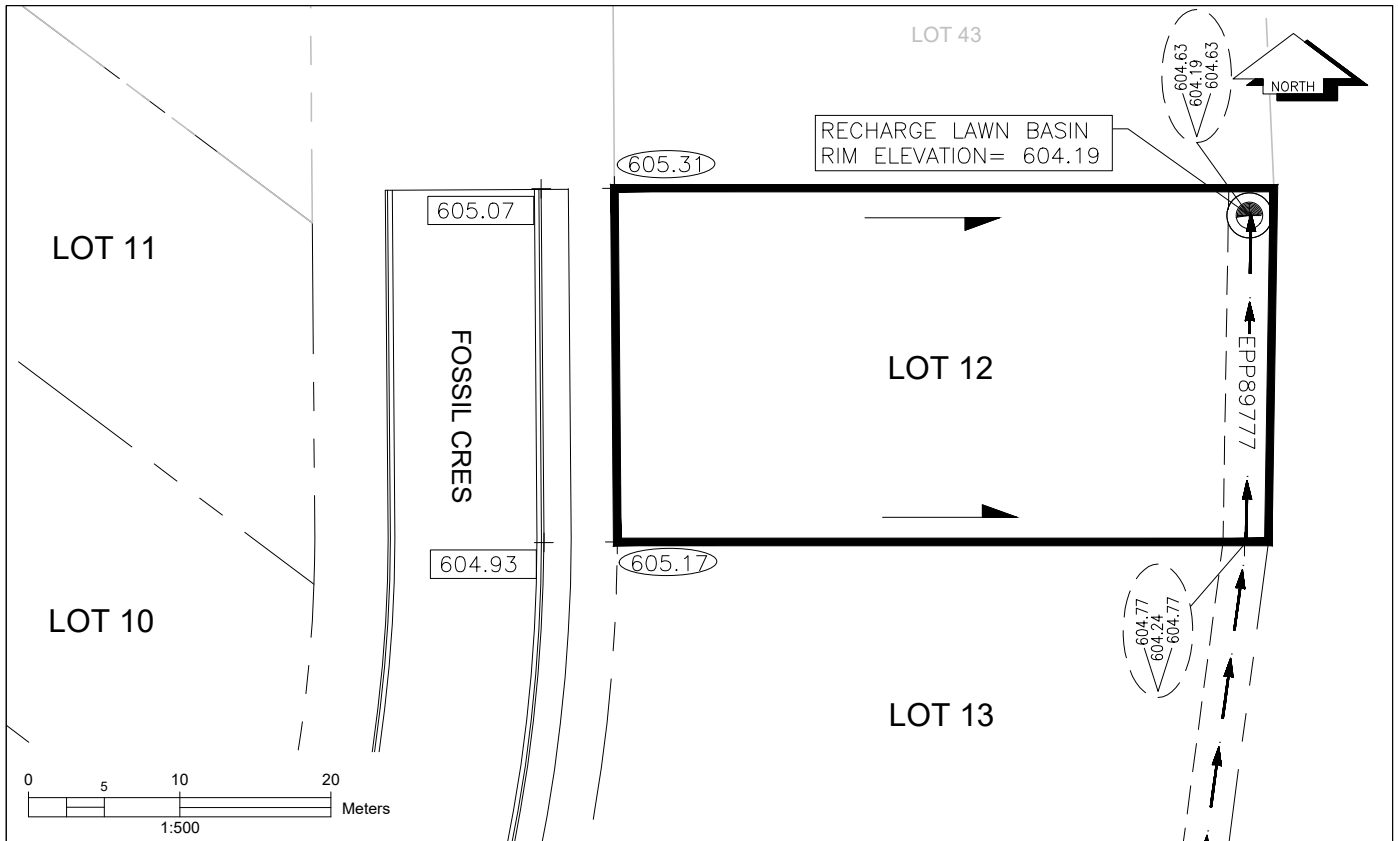 LOT 43
604.63
604.19
604.63
NORTH
RECHARGE LAWN BASIN
RIM ELEVATION= 604.19
605.31
605.07
LOT 11
FOSSIL CRES
LOT 12
EPP89777
604.93
605.17
LOT 10
604.77
604.24
604.77
LOT 13
0 5 10 20
Meters
1:500